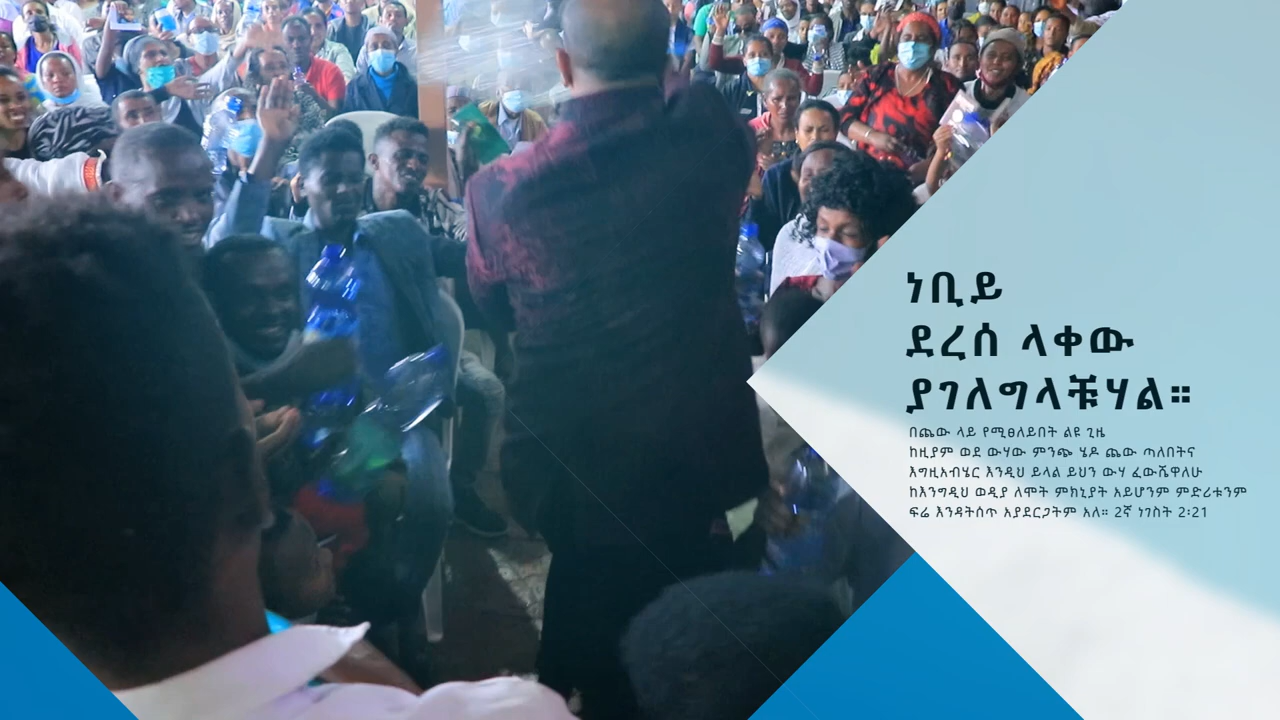 ነቢይ
ደረሰ ላቀው
ያገለግላቹሃል።
በጨው ላይ የሚፀለይበት ልዩ ጊዜ
ከዚያም ወደ ውሃው ምንጭ ሄዶ ጨው ጣለበትና
እግዚአብሄር እንዲህ ይላል ይህን ውሃ ፈውሼዋለሁ
ከእንግዲህ ወዲያ ለሞት ምክኒያት አይሆንም ምድሪቱንም
ፍሬ እንዳትሰጥ አያደርጋትም አለ። 2ኛ ነገስት 2፡21